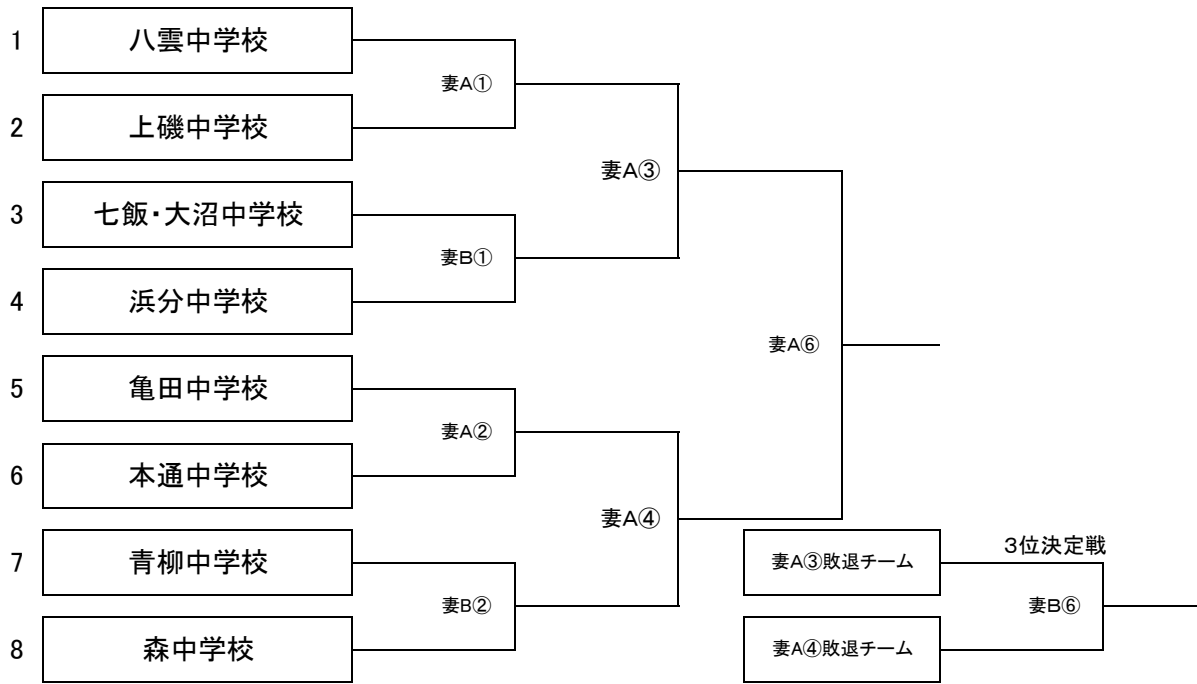 1 八雲中学校
妻A①
2 上磯中学校
妻A③
3 七飯・大沼中学校
妻B①
4 浜分中学校
妻A⑥
5 亀田中学校
妻A②
6 本通中学校
妻A④
7 青柳中学校
妻B②
8 森中学校
3位決定戦
妻A③敗退チーム
妻B⑥
妻A④敗退チーム